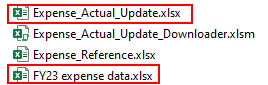 Expense_Actual_Update.xlsx
Expense_Actual_Update_Downloader.xlsm
Expense_Reference.xlsx
FY23 expense data.xlsx